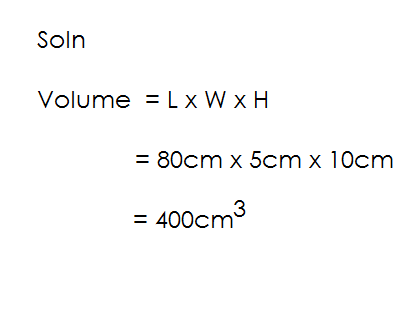 Soln
Volume = L x W x H
= 80cm x 5cm x 10cm
= 400cm³